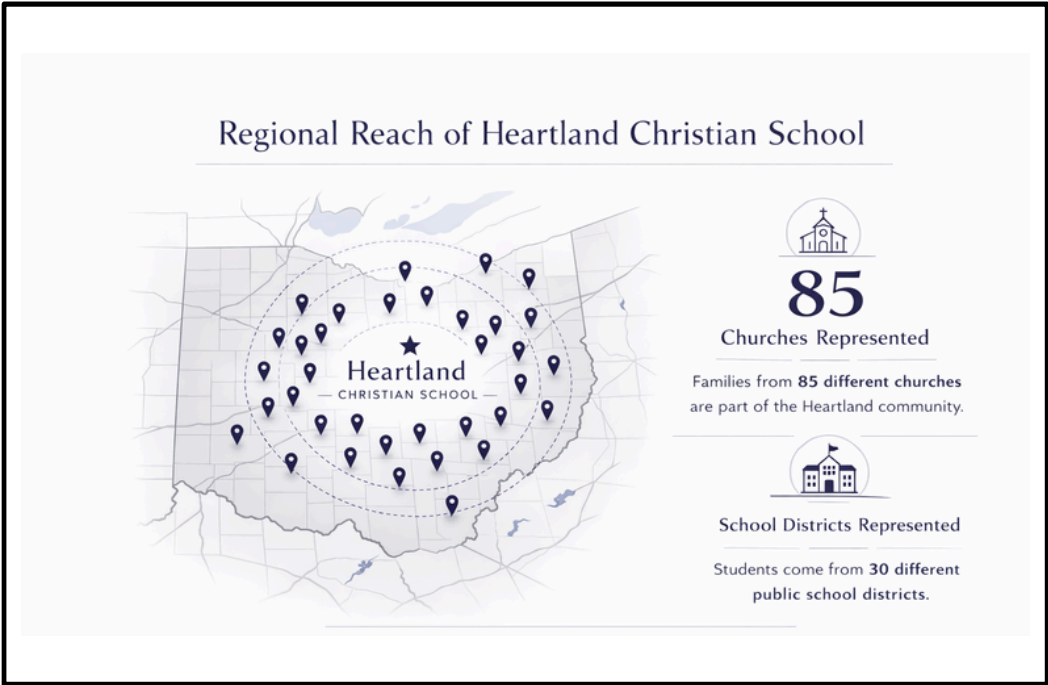 Regional Reach of Heartland Christian School
Heartland
CHRISTIAN SCHOOL
85
Churches Represented
Families from 85 different churches
are part of the Heartland community.
School Districts Represented
Students come from 30 different
public school districts.